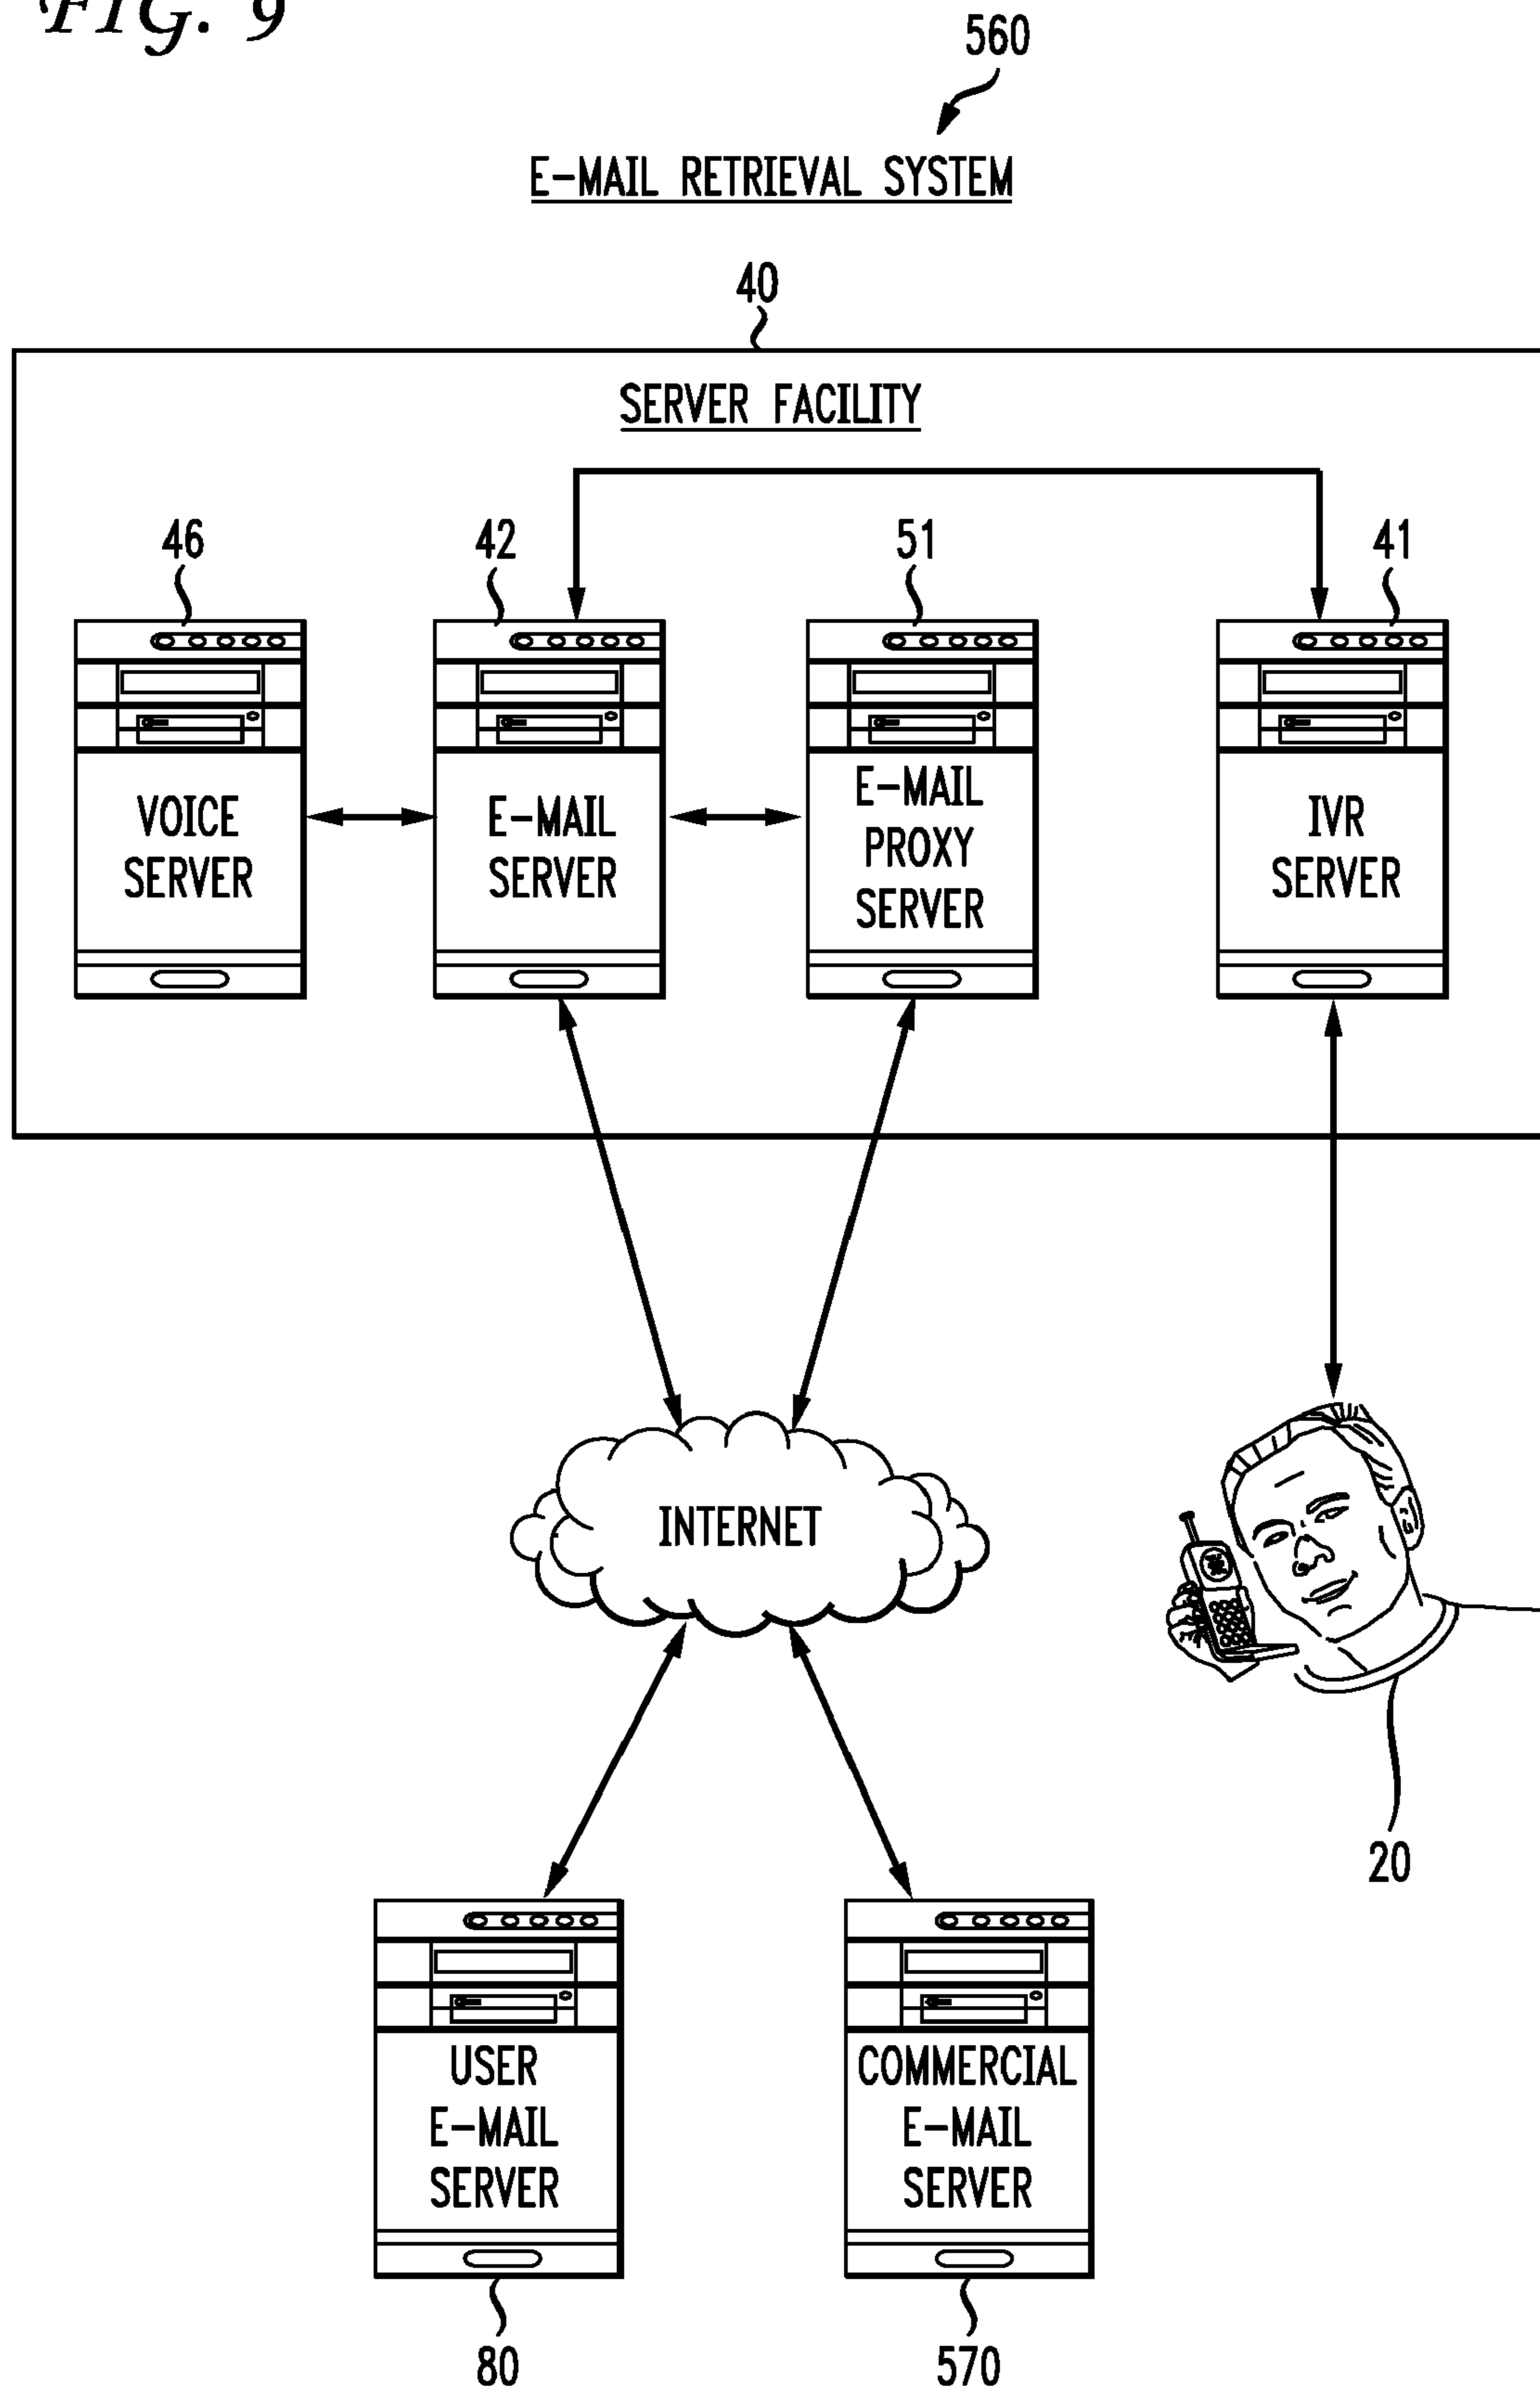 FIG. 9
560
E-MAIL RETRIEVAL SYSTEM
40
SERVER FACILITY
46
42
51
41
VOICE
SERVER
E-MAIL
SERVER
E-MAIL
PROXY
SERVER
IVR
SERVER
INTERNET
20
USER
E-MAIL
SERVER
COMMERCIAL
E-MAIL
SERVER
80
570